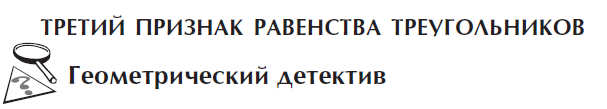 ТРЕТИЙ ПРИЗНАК РАВЕНСТВА ТРЕУГОЛЬНИКОВ
Геометрический детектив